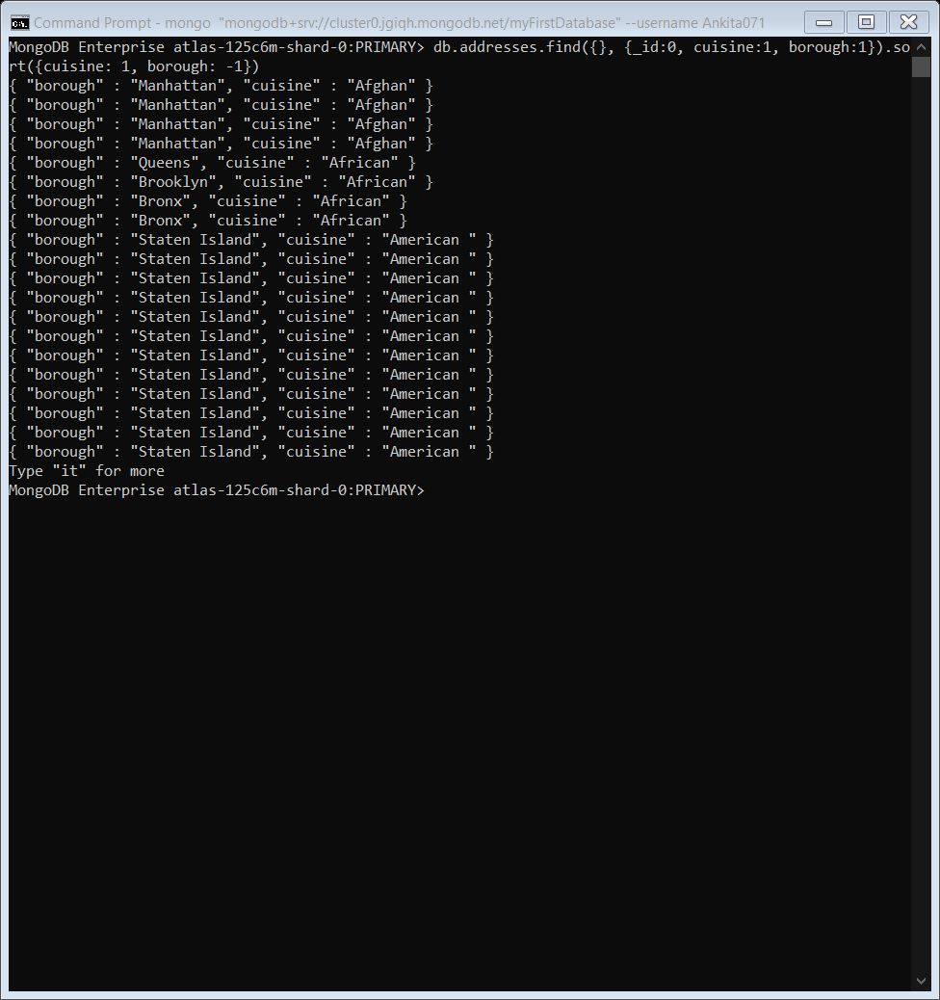 Command Prompt - mongo "mongodb+srv://cluster0.jgiqh.mongodb.net/myFirstDatabase" --username Ankita071
MongoDB Enterprise atlas-125c6m-shard-0:PRIMARY> db.addresses.find({}, {_id:0, cuisine:1, borough:1}).so
rt({cuisine: 1, borough: -1})
{ "borough" : "Manhattan", "cuisine" : "Afghan" }
{ "borough" : "Manhattan", "cuisine" : "Afghan" }
{ "borough" : "Manhattan", "cuisine" : "Afghan" }
{ "borough" : "Manhattan", "cuisine" : "Afghan" }
{ "borough" : "Queens", "cuisine" : "African" }
{ "borough" : "Brooklyn", "cuisine" : "African" }
{ "borough" : "Bronx", "cuisine" : "African" }
{ "borough" : "Bronx", "cuisine" : "African" }
{ "borough" : "Staten Island", "cuisine" : "American " }
{ "borough" : "Staten Island", "cuisine" : "American " }
{ "borough" : "Staten Island", "cuisine" : "American " }
{ "borough" : "Staten Island", "cuisine" : "American " }
{ "borough" : "Staten Island", "cuisine" : "American " }
{ "borough" : "Staten Island", "cuisine" : "American " }
{ "borough" : "Staten Island", "cuisine" : "American " }
{ "borough" : "Staten Island", "cuisine" : "American " }
{ "borough" : "Staten Island", "cuisine" : "American " }
{ "borough" : "Staten Island", "cuisine" : "American " }
{ "borough" : "Staten Island", "cuisine" : "American " }
{ "borough" : "Staten Island", "cuisine" : "American " }
Type "it" for more
MongoDB Enterprise atlas-125c6m-shard-0:PRIMARY>